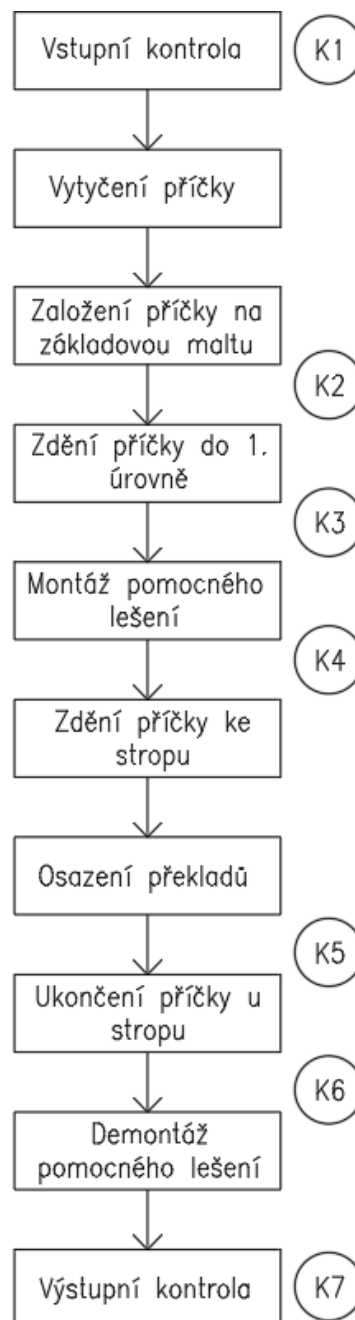 Vstupní kontrola
K1
Vytyčení příčky
Založení příčky na
základovou maltu
K2
Zdění příčky do 1.
úrovně
K3
Montáž pomocného
lešení
K4
Zdění příčky ke
stropu
Osazení překladů
K5
Ukončení příčky u
stropu
K6
Demontáž
pomocného lešení
Výstupní kontrola
K7